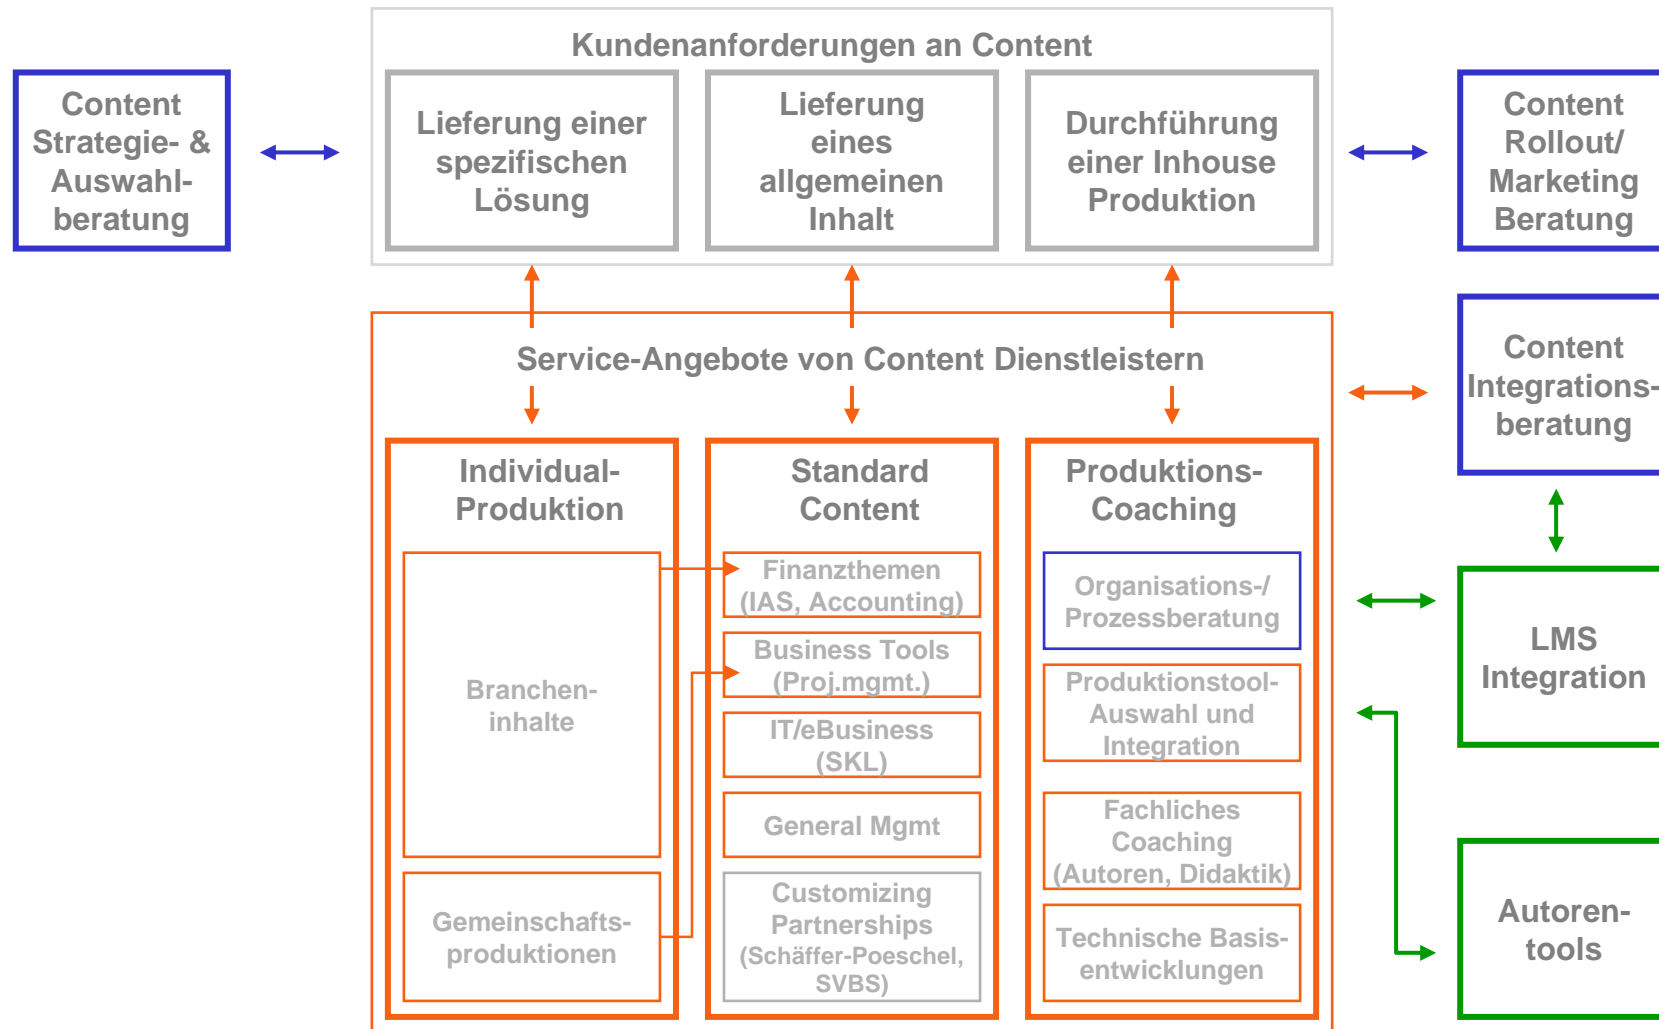 Kundenanforderungen an Content
Content
Strategie- &
Auswahl-
beratung
Lieferung einer
spezifischen
Lösung
Lieferung
eines
allgemeinen
Inhalt
Durchführung
einer Inhouse
Produktion
Content
Rollout/
Marketing
Beratung
Service-Angebote von Content Dienstleistern
Content
Integrations-
beratung
Individual-
Produktion
Branchen-
inhalte
Gemeinschafts-
produktionen
Standard
Content
Finanzthemen
(IAS, Accounting)
Business Tools
(Proj.mgmt.)
IT/eBusiness
(SKL)
General Mgmt
Customizing
Partnerships
(Schäffer-Poeschel,
SVBS)
Produktions-
Coaching
Organisations-/
Prozessberatung
Produktionstool-
Auswahl und
Integration
Fachliches
Coaching
(Autoren, Didaktik)
Technische Basis-
entwicklungen
LMS
Integration
Autoren-
tools